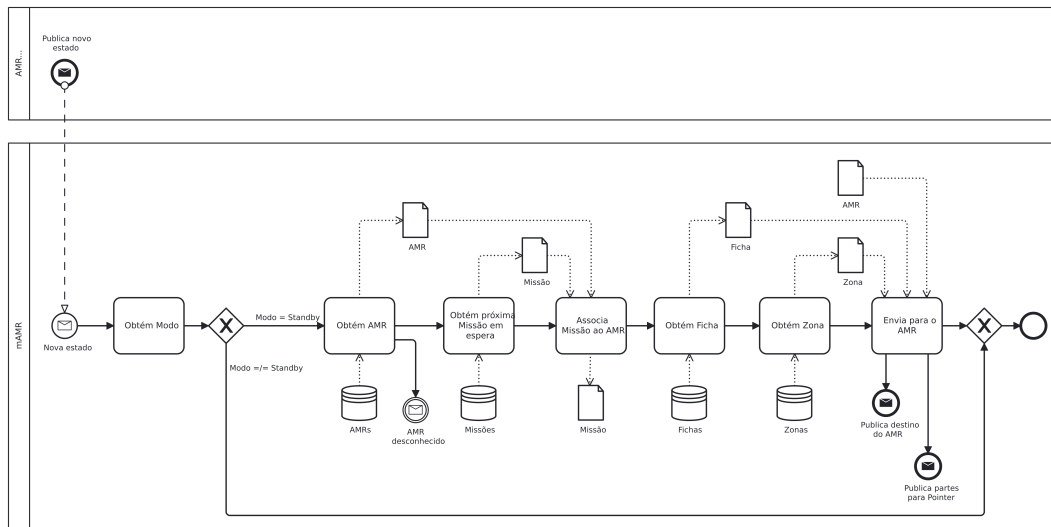 AMR...
Publica novo
estado
mAMR
Nova estado
Obtém Modo
X
Modo = Standby
Modo =/= Standby
Obtém AMR
AMR
AMRs
AMR
desconhecido
Obtém próxima
Missão em
espera
Missão
Missões
Associa
Missão ao AMR
Missão
Obtém Ficha
Ficha
Fichas
Obtém Zona
Zona
Zonas
AMR
Envia para o
AMR
Publica destino
do AMR
Publica partes
para Pointer
X